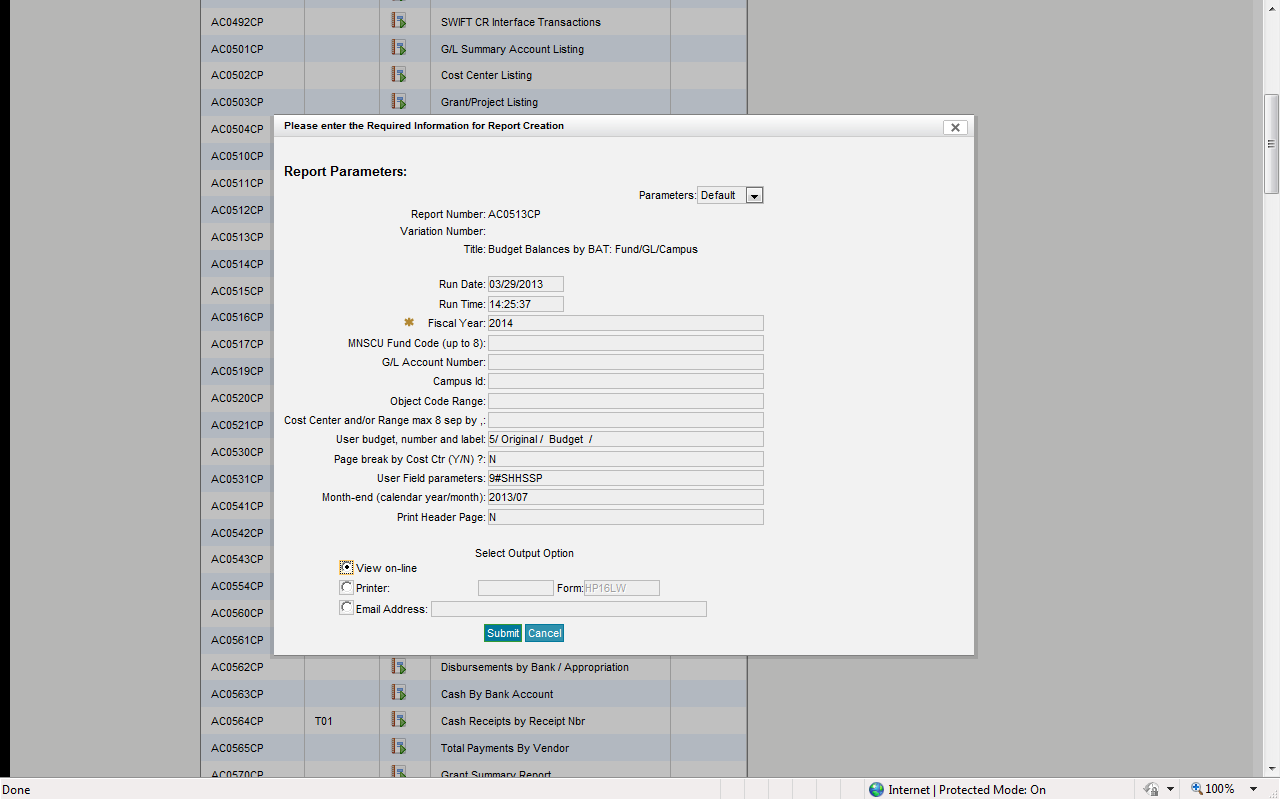 AC0492CP SWIFT CR Interface Transactions
AC0501CP G/L Summary Account Listing
AC0502CP Cost Center Listing
AC0503CP Grant/Project Listing
AC0504CP
Please enter the Required Information for Report Creation
AC0510CP
Report Parameters:
AC0511CP
Parameters: Default
AC0512CP
Report Number: AC0513CP
Variation Number:
AC0513CP
Title: Budget Balances by BAT: Fund/GL/Campus
AC0514CP
Run Date: 03/29/2013
AC0515CP
Run Time: 14:25:37
AC0516CP
✱ Fiscal Year: 2014
AC0517CP
MNSCU Fund Code (up to 8):
G/L Account Number:
AC0519CP
Campus Id:
AC0520CP
Object Code Range:
Cost Center and/or Range max 8 sep by ,:
AC0521CP
User budget, number and label: 5/ Original / Budget /
AC0530CP
Page break by Cost Ctr (Y/N) ?: N
AC0531CP
User Field parameters: 9#SHHSSP
Month-end (calendar year/month): 2013/07
AC0541CP
Print Header Page: N
AC0542CP
Select Output Option
AC0543CP
View on-line
AC0554CP
Printer: Form: HP16LW
Email Address:
AC0560CP
Submit Cancel
AC0561CP
AC0562CP Disbursements by Bank / Appropriation
AC0563CP Cash By Bank Account
AC0564CP T01 Cash Receipts by Receipt Nbr
AC0565CP Total Payments By Vendor
AC0570CP Grant Summary Report
Done Internet | Protected Mode: On 100%